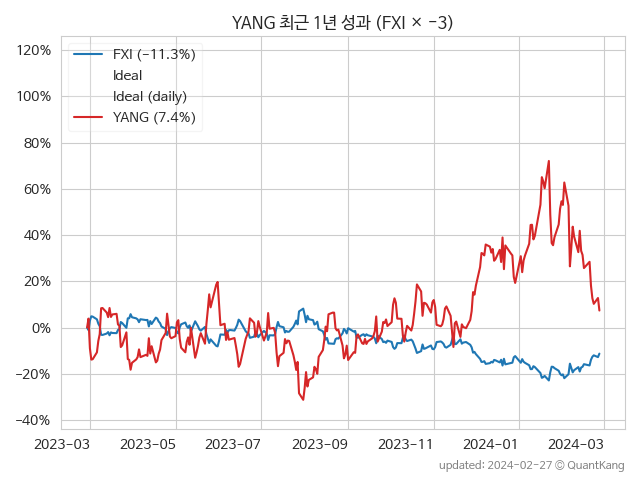 YANG 최근 1년 성과 (FXI × -3)
FXI (-11.3%)
Ideal
Ideal (daily)
YANG (7.4%)
120%
100%
80%
60%
40%
20%
0%
-20%
-40%
2023-03 2023-05 2023-07 2023-09 2023-11 2024-01 2024-03
updated: 2024-02-27 © QuantKang